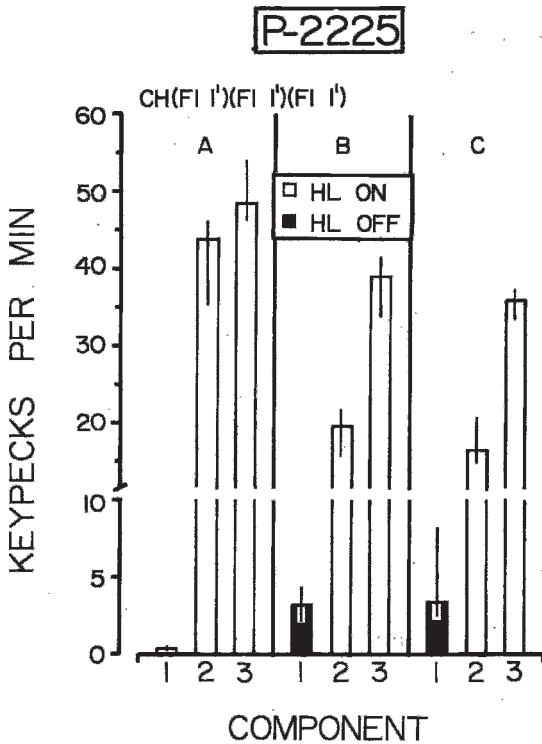 P-2225
CH(FI 1')(FI 1')(FI 1')
A B C
HL ON
HL OFF
KEYPECKS PER MIN
60
50
40
30
20
10
5
0
1 2 3 1 2 3 1 2 3
COMPONENT